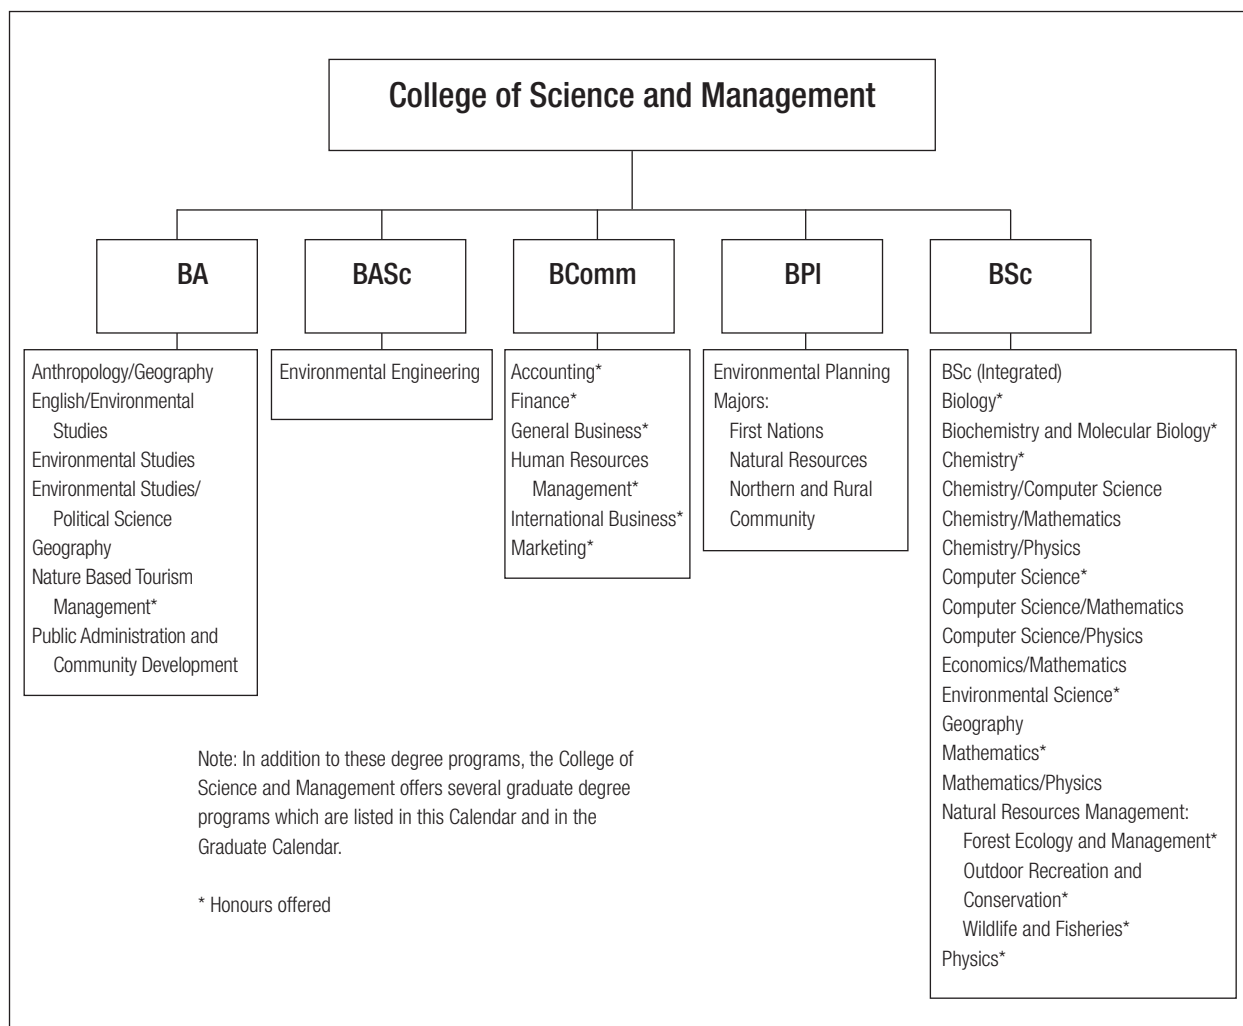 College of Science and Management
BA
BASc
BComm
BPl
BSc
Anthropology/Geography
English/Environmental
Studies
Environmental Studies
Environmental Studies/
Political Science
Geography
Nature Based Tourism
Management*
Public Administration and
Community Development
Environmental Engineering
Accounting*
Finance*
General Business*
Human Resources
Management*
International Business*
Marketing*
Environmental Planning
Majors:
First Nations
Natural Resources
Northern and Rural
Community
BSc (Integrated)
Biology*
Biochemistry and Molecular Biology*
Chemistry*
Chemistry/Computer Science
Chemistry/Mathematics
Chemistry/Physics
Computer Science*
Computer Science/Mathematics
Computer Science/Physics
Economics/Mathematics
Environmental Science*
Geography
Mathematics*
Mathematics/Physics
Natural Resources Management:
Forest Ecology and Management*
Outdoor Recreation and
Conservation*
Wildlife and Fisheries*
Physics*
Note: In addition to these degree programs, the College of
Science and Management offers several graduate degree
programs which are listed in this Calendar and in the
Graduate Calendar.
* Honours offered